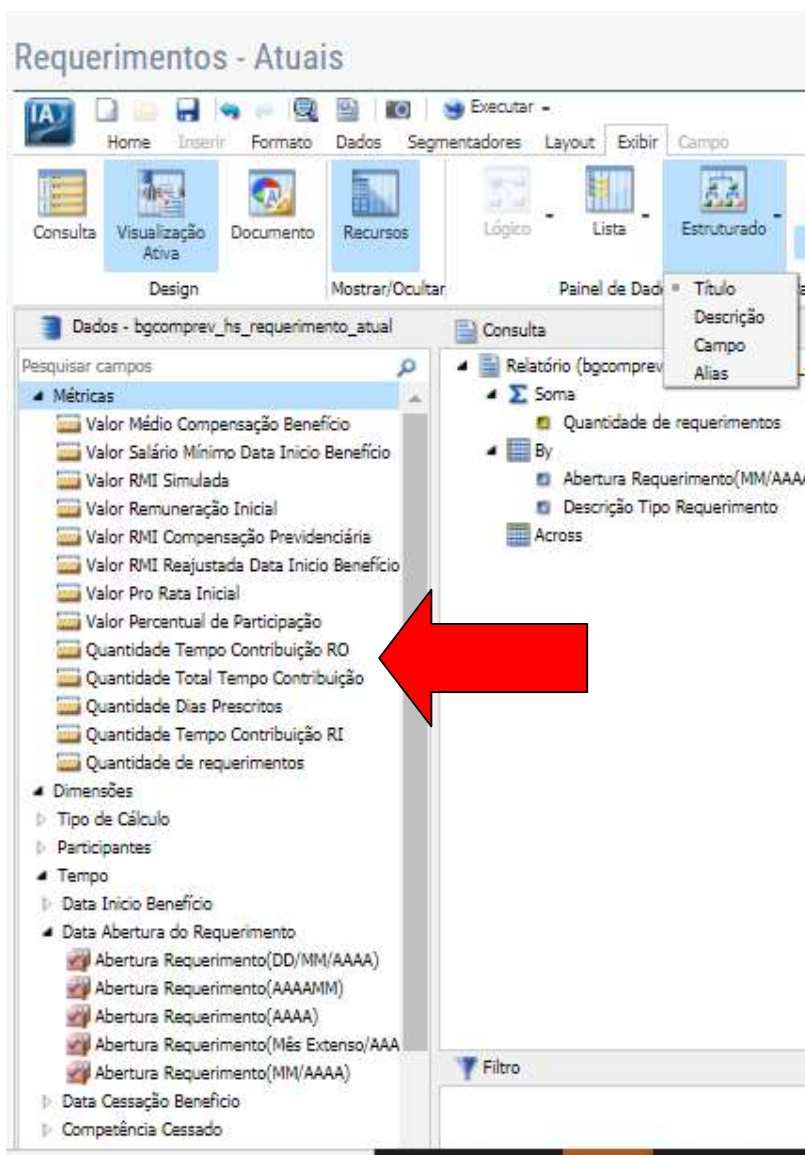 Requerimentos - Atuais
IA
Executar
Home Inserir Formato Dados Segmentadores Layout Exibir Campo
Consulta Visualização Ativa Documento Recursos Lógico Lista Estruturado
Design Mostrar/Ocultar Painel de Dad
Título
Descrição
Campo
Alias
Dados - bgcomprev_hs_requerimento_atual
Pesquisar campos
Métricas
Valor Médio Compensação Benefício
Valor Salário Mínimo Data Inicio Benefício
Valor RMI Simulada
Valor Remuneração Inicial
Valor RMI Compensação Previdenciária
Valor RMI Reajustada Data Inicio Benefício
Valor Pro Rata Inicial
Valor Percentual de Participação
Quantidade Tempo Contribuição RO
Quantidade Total Tempo Contribuição
Quantidade Dias Prescritos
Quantidade Tempo Contribuição RI
Quantidade de requerimentos
Dimensões
Tipo de Cálculo
Participantes
Tempo
Data Inicio Benefício
Data Abertura do Requerimento
Abertura Requerimento(DD/MM/AAAA)
Abertura Requerimento(AAAAMM)
Abertura Requerimento(AAAA)
Abertura Requerimento(Mês Extenso/AAA
Abertura Requerimento(MM/AAAA)
Data Cessação Beneficio
Competência Cessado
Consulta
Relatório (bgcomprev
Soma
Quantidade de requerimentos
By
Abertura Requerimento(MM/AAA
Descrição Tipo Requerimento
Across
Filtro